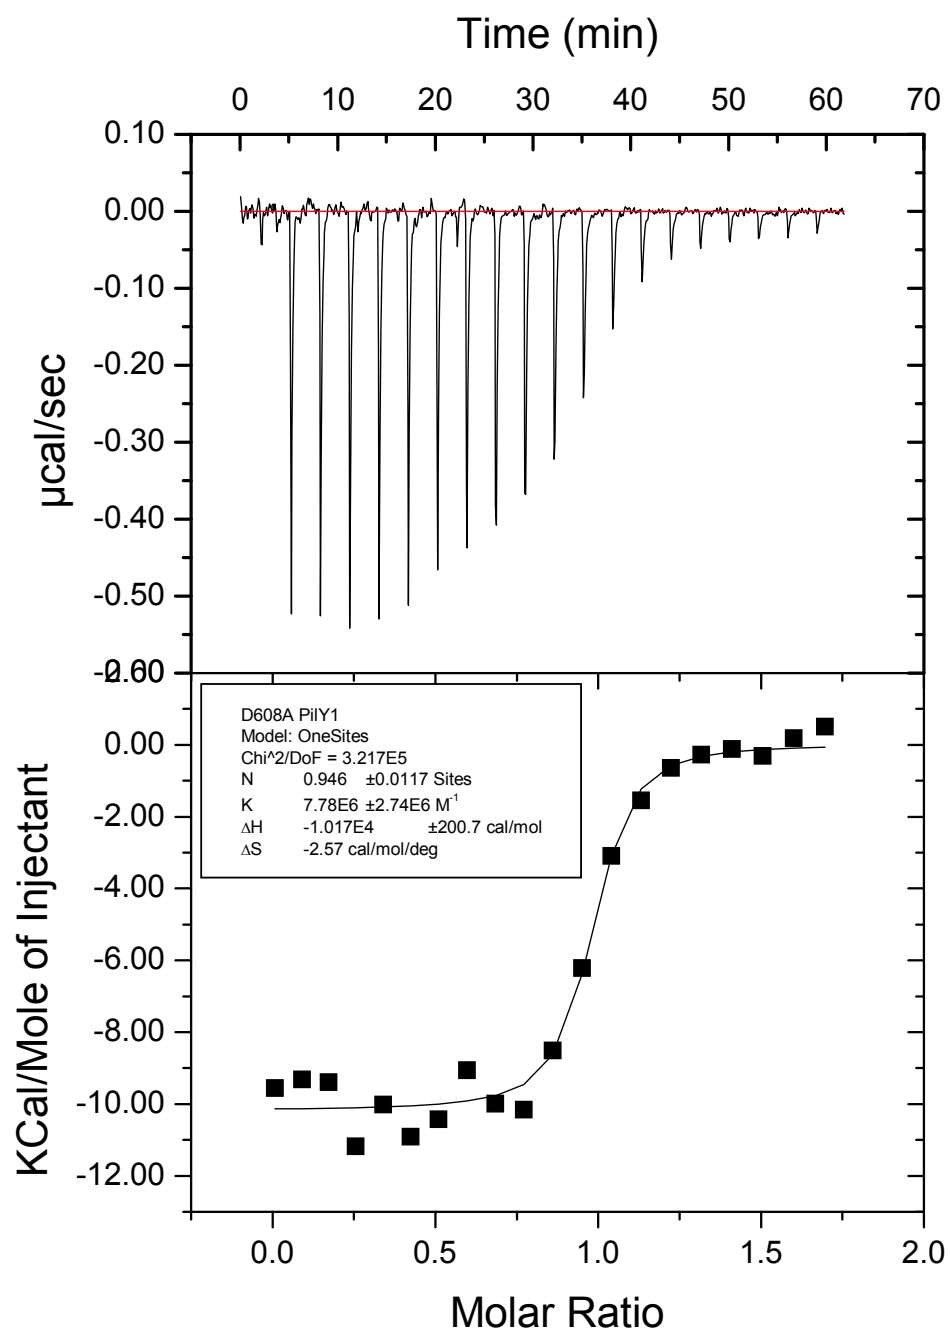 Time (min)
0 10 20 30 40 50 60 70
0.10
0.00
-0.10
-0.20
-0.30
-0.40
-0.50
-0.60
µcal/sec
2.00
0.00
-2.00
-4.00
-6.00
-8.00
-10.00
-12.00
KCal/Mole of Injectant
D608A PilY1
Model: OneSites
Chi^2/DoF = 3.217E5
N 0.946 ±0.0117 Sites
K 7.78E6 ±2.74E6 M⁻¹
ΔH -1.017E4 ±200.7 cal/mol
ΔS -2.57 cal/mol/deg
0.0 0.5 1.0 1.5 2.0
Molar Ratio